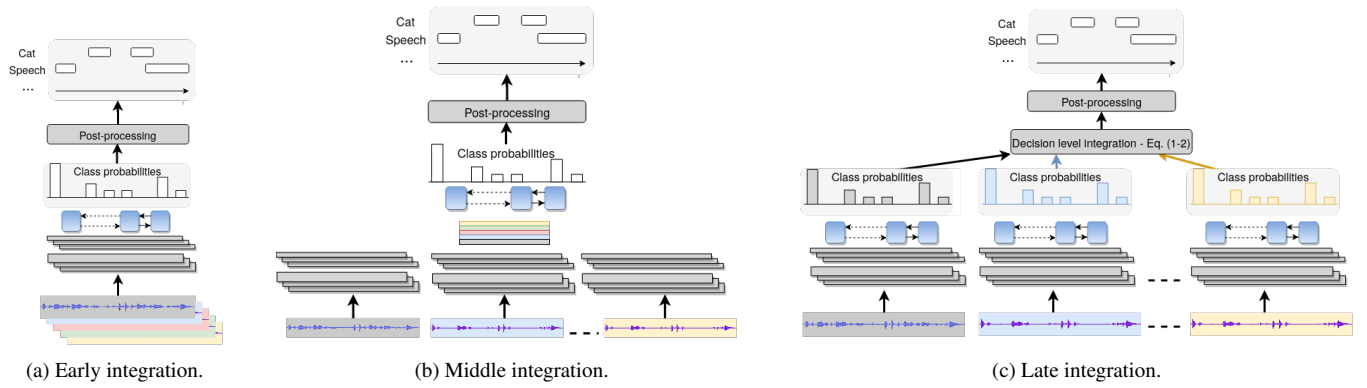 Cat
Speech
...
Post-processing
Class probabilities
(a) Early integration.
Cat
Speech
...
Post-processing
Class probabilities
(b) Middle integration.
Cat
Speech
...
Post-processing
Decision level integration - Eq. (1-2)
Class probabilities
Class probabilities
Class probabilities
(c) Late integration.